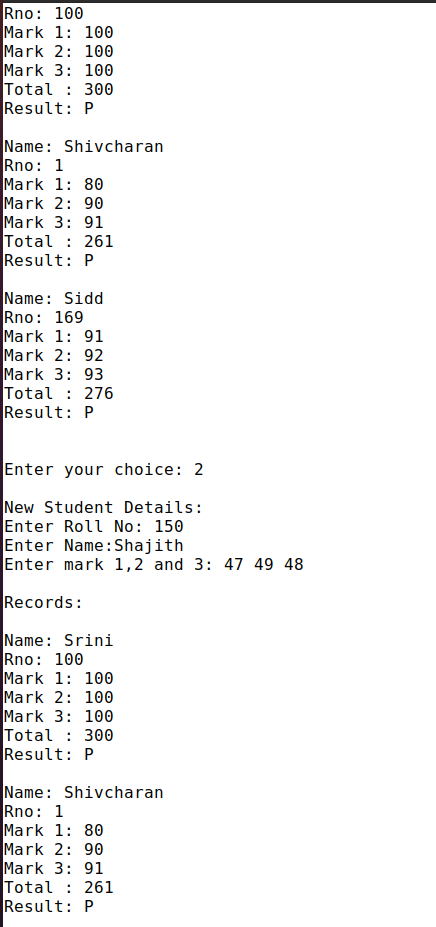 Rno: 100
Mark 1: 100
Mark 2: 100
Mark 3: 100
Total : 300
Result: P
Name: Shivcharan
Rno: 1
Mark 1: 80
Mark 2: 90
Mark 3: 91
Total : 261
Result: P
Name: Sidd
Rno: 169
Mark 1: 91
Mark 2: 92
Mark 3: 93
Total : 276
Result: P
Enter your choice: 2
New Student Details:
Enter Roll No: 150
Enter Name:Shajith
Enter mark 1,2 and 3: 47 49 48
Records:
Name: Srini
Rno: 100
Mark 1: 100
Mark 2: 100
Mark 3: 100
Total : 300
Result: P
Name: Shivcharan
Rno: 1
Mark 1: 80
Mark 2: 90
Mark 3: 91
Total : 261
Result: P